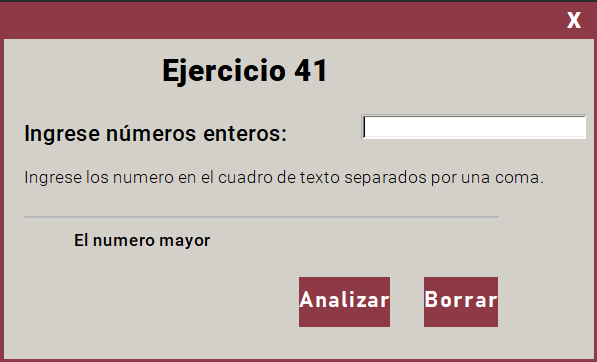 X
Ejercicio 41
Ingrese números enteros:
Ingrese los numero en el cuadro de texto separados por una coma.
El numero mayor
Analizar Borrar